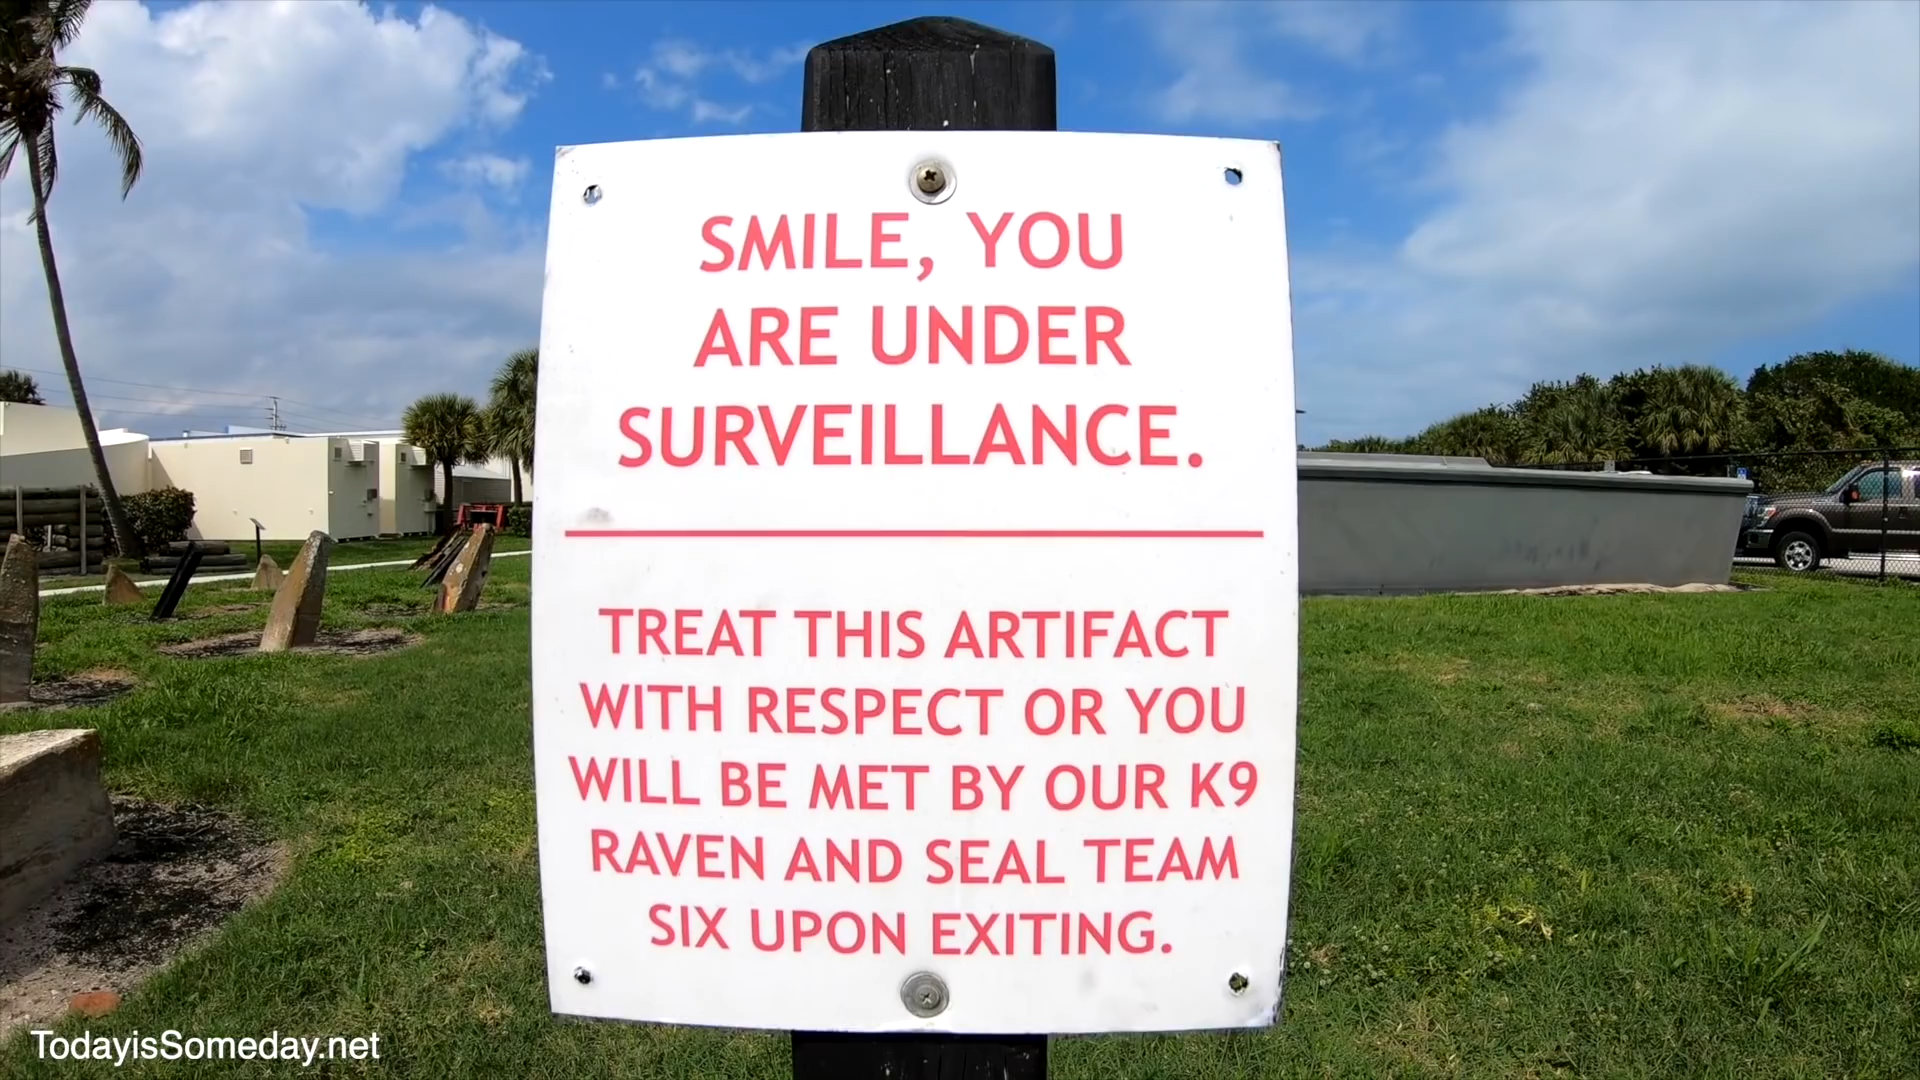 SMILE, YOU
ARE UNDER
SURVEILLANCE.
TREAT THIS ARTIFACT
WITH RESPECT OR YOU
WILL BE MET BY OUR K9
RAVEN AND SEAL TEAM
SIX UPON EXITING.
TodayisSomeday.net